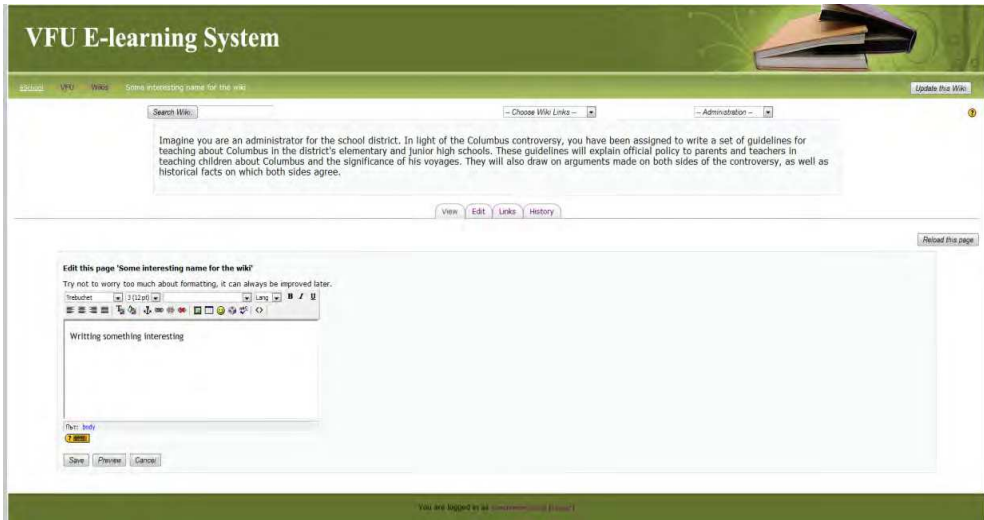 VFU E-learning System
VFU Wikis Some interesting name for the wiki
Update this Wiki
Search Wiki: -- Choose Wiki Links -- -- Administration --
Imagine you are an administrator for the school district. In light of the Columbus controversy, you have been assigned to write a set of guidelines for
teaching about Columbus in the district's elementary and junior high schools. These guidelines will explain official policy to parents and teachers in
teaching children about Columbus and the significance of his voyages. They will also draw on arguments made on both sides of the controversy, as well as
historical facts on which both sides agree.
View Edit Links History
Reload this page
Edit this page 'Some interesting name for the wiki'
Try not to worry too much about formatting, it can always be improved later.
Trebuchet 3 (12 pt) Lang B I U
Writting something interesting
Път: body
Save Preview Cancel
You are logged in as